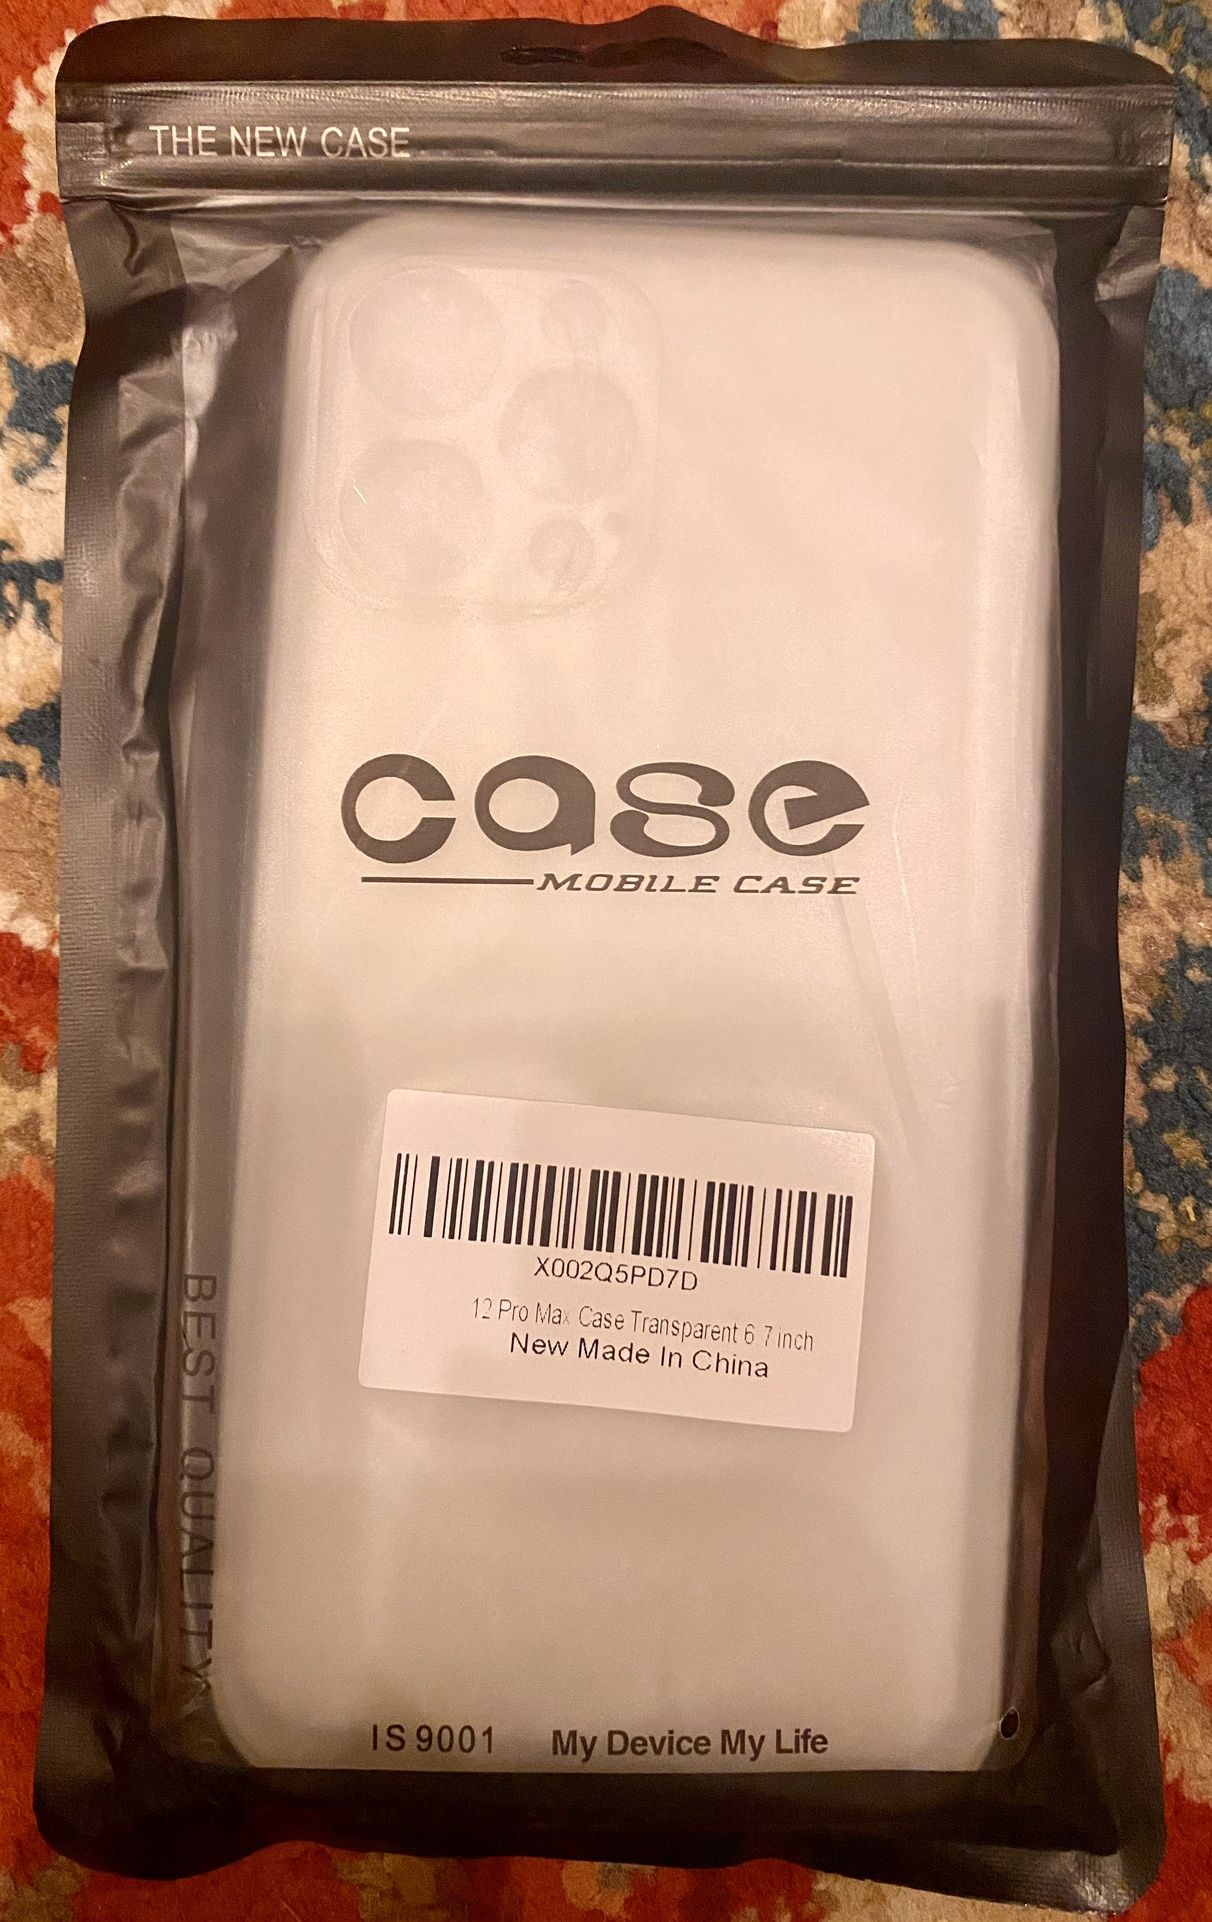 THE NEW CASE
case
MOBILE CASE
X002Q5PD7D
12 Pro Max Case Transparent 6.7 inch
New Made In China
BEST QUALITY
IS 9001 My Device My Life